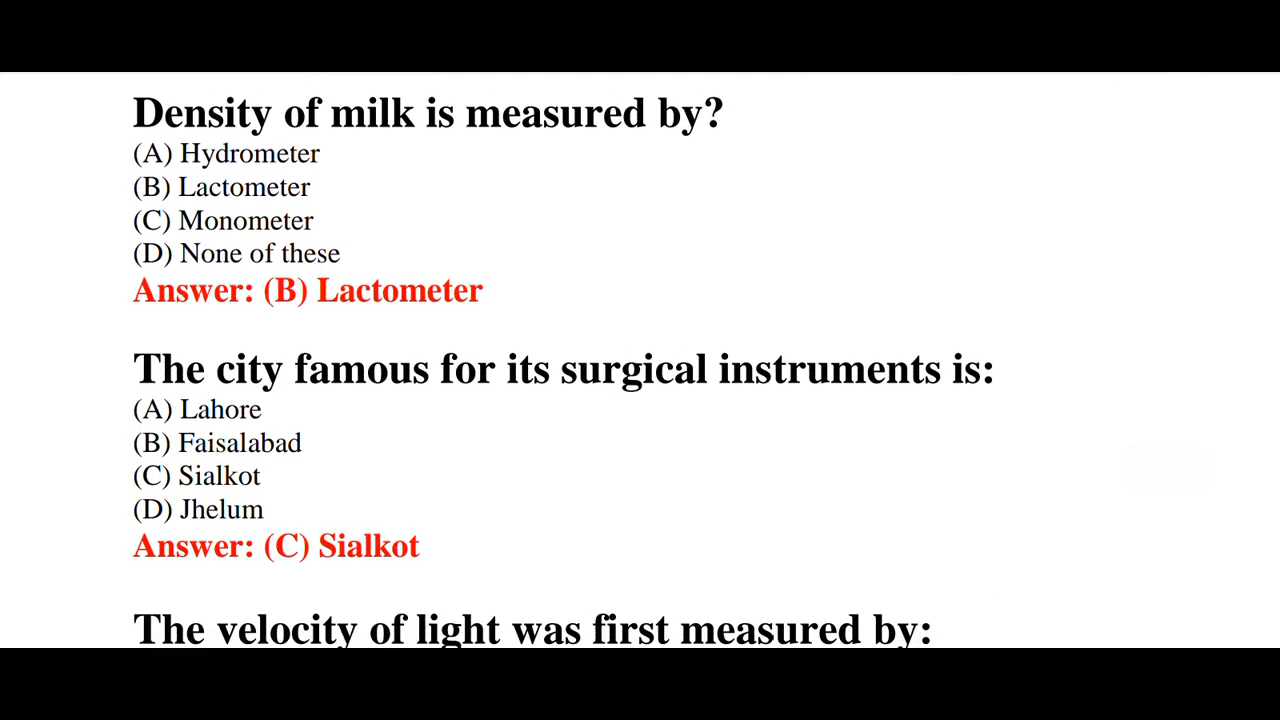 Density of milk is measured by?
(A) Hydrometer
(B) Lactometer
(C) Monometer
(D) None of these
Answer: (B) Lactometer
The city famous for its surgical instruments is:
(A) Lahore
(B) Faisalabad
(C) Sialkot
(D) Jhelum
Answer: (C) Sialkot
The velocity of light was first measured by: